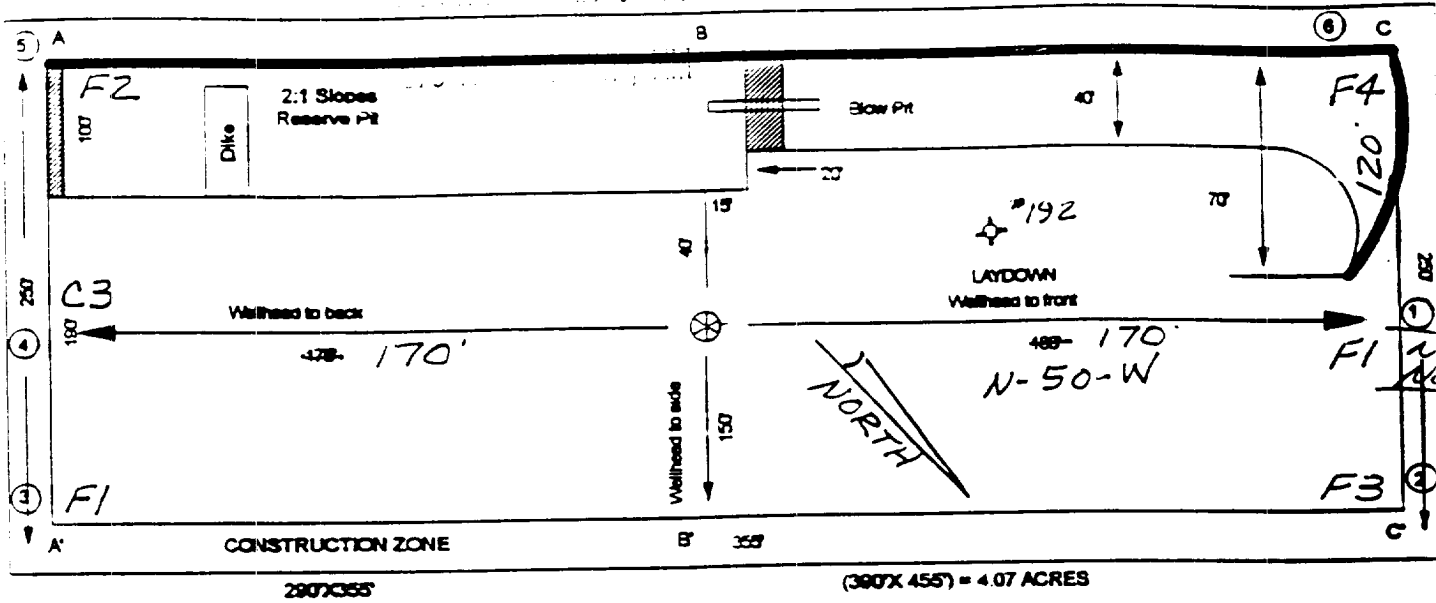 5 A B 6 C
F2 2:1 Slopes
Reserve Pit
100'
Dike
Blow Pit
40'
F4
120'
20'
70'
15'
#192
40'
250'
C3
LAYDOWN
250'
Wellhead to back
Wellhead to front
190'
1
4
170'
170'
F1
N-50-W
NORTH
Wellhead to side
150'
3 F1
F3 2
A' CONSTRUCTION ZONE B' 355' C'
290'X355' (390'X 455') = 4.07 ACRES